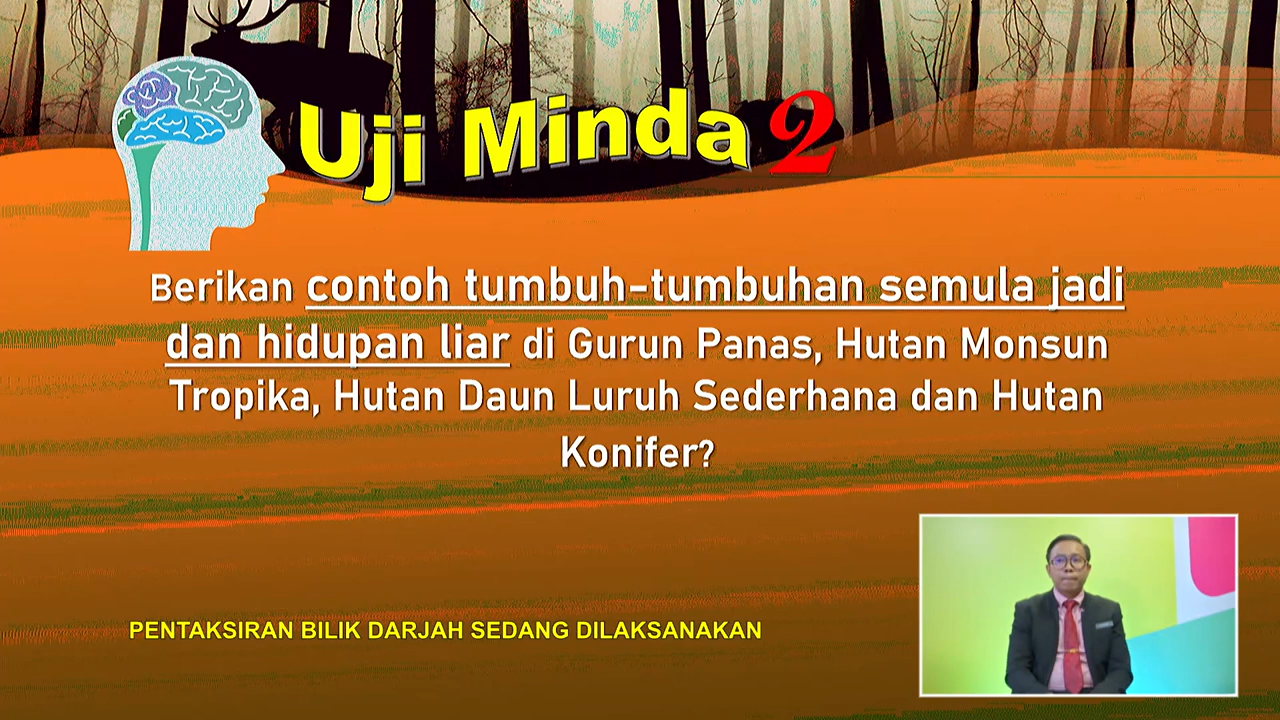 Uji Minda 2
Berikan contoh tumbuh-tumbuhan semula jadi
dan hidupan liar di Gurun Panas, Hutan Monsun
Tropika, Hutan Daun Luruh Sederhana dan Hutan
Konifer?
PENTAKSIRAN BILIK DARJAH SEDANG DILAKSANAKAN